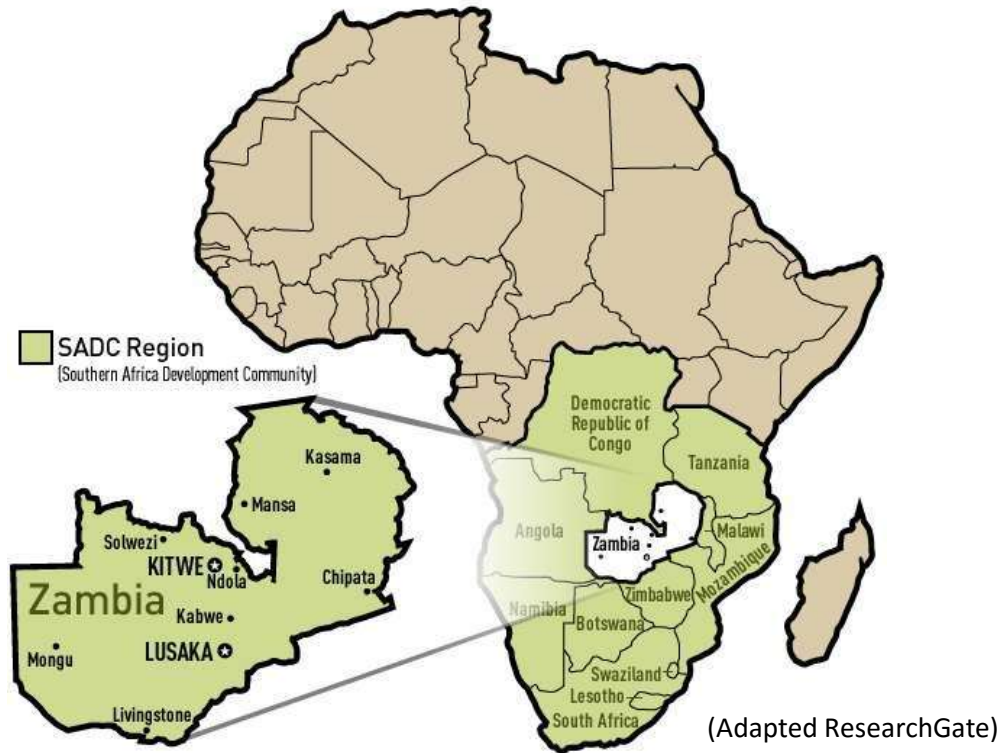 SADC Region
(Southern Africa Development Community)
Democratic
Republic of
Congo
Tanzania
Angola
Zambia
Malawi
Mozambique
Namibia
Zimbabwe
Botswana
Swaziland
Lesotho
South Africa
Kasama
Mansa
Solwezi
KITWE
Ndola
Chipata
Zambia
Kabwe
Mongu
LUSAKA
Livingstone
(Adapted ResearchGate)